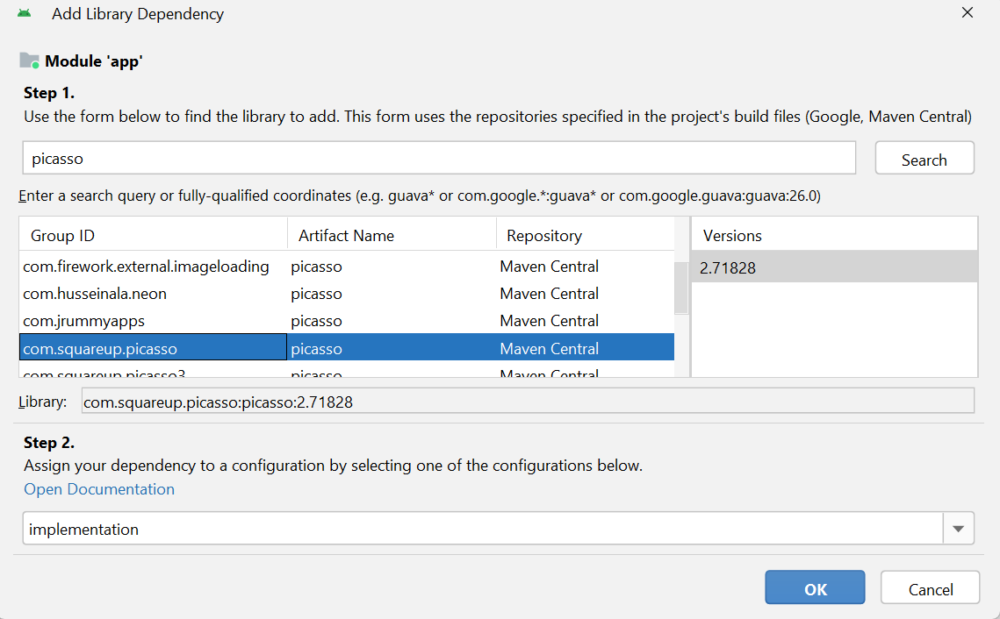 Add Library Dependency
Module 'app'
Step 1.
Use the form below to find the library to add. This form uses the repositories specified in the project's build files (Google, Maven Central)
picasso
Search
Enter a search query or fully-qualified coordinates (e.g. guava* or com.google.*:guava* or com.google.guava:guava:26.0)
Group ID Artifact Name Repository Versions
com.firework.external.imageloading picasso Maven Central 2.71828
com.husseinala.neon picasso Maven Central
com.jrummyapps picasso Maven Central
com.squareup.picasso picasso Maven Central
com.squareup.picasso3 picasso Maven Central
Library: com.squareup.picasso:picasso:2.71828
Step 2.
Assign your dependency to a configuration by selecting one of the configurations below.
Open Documentation
implementation
OK Cancel